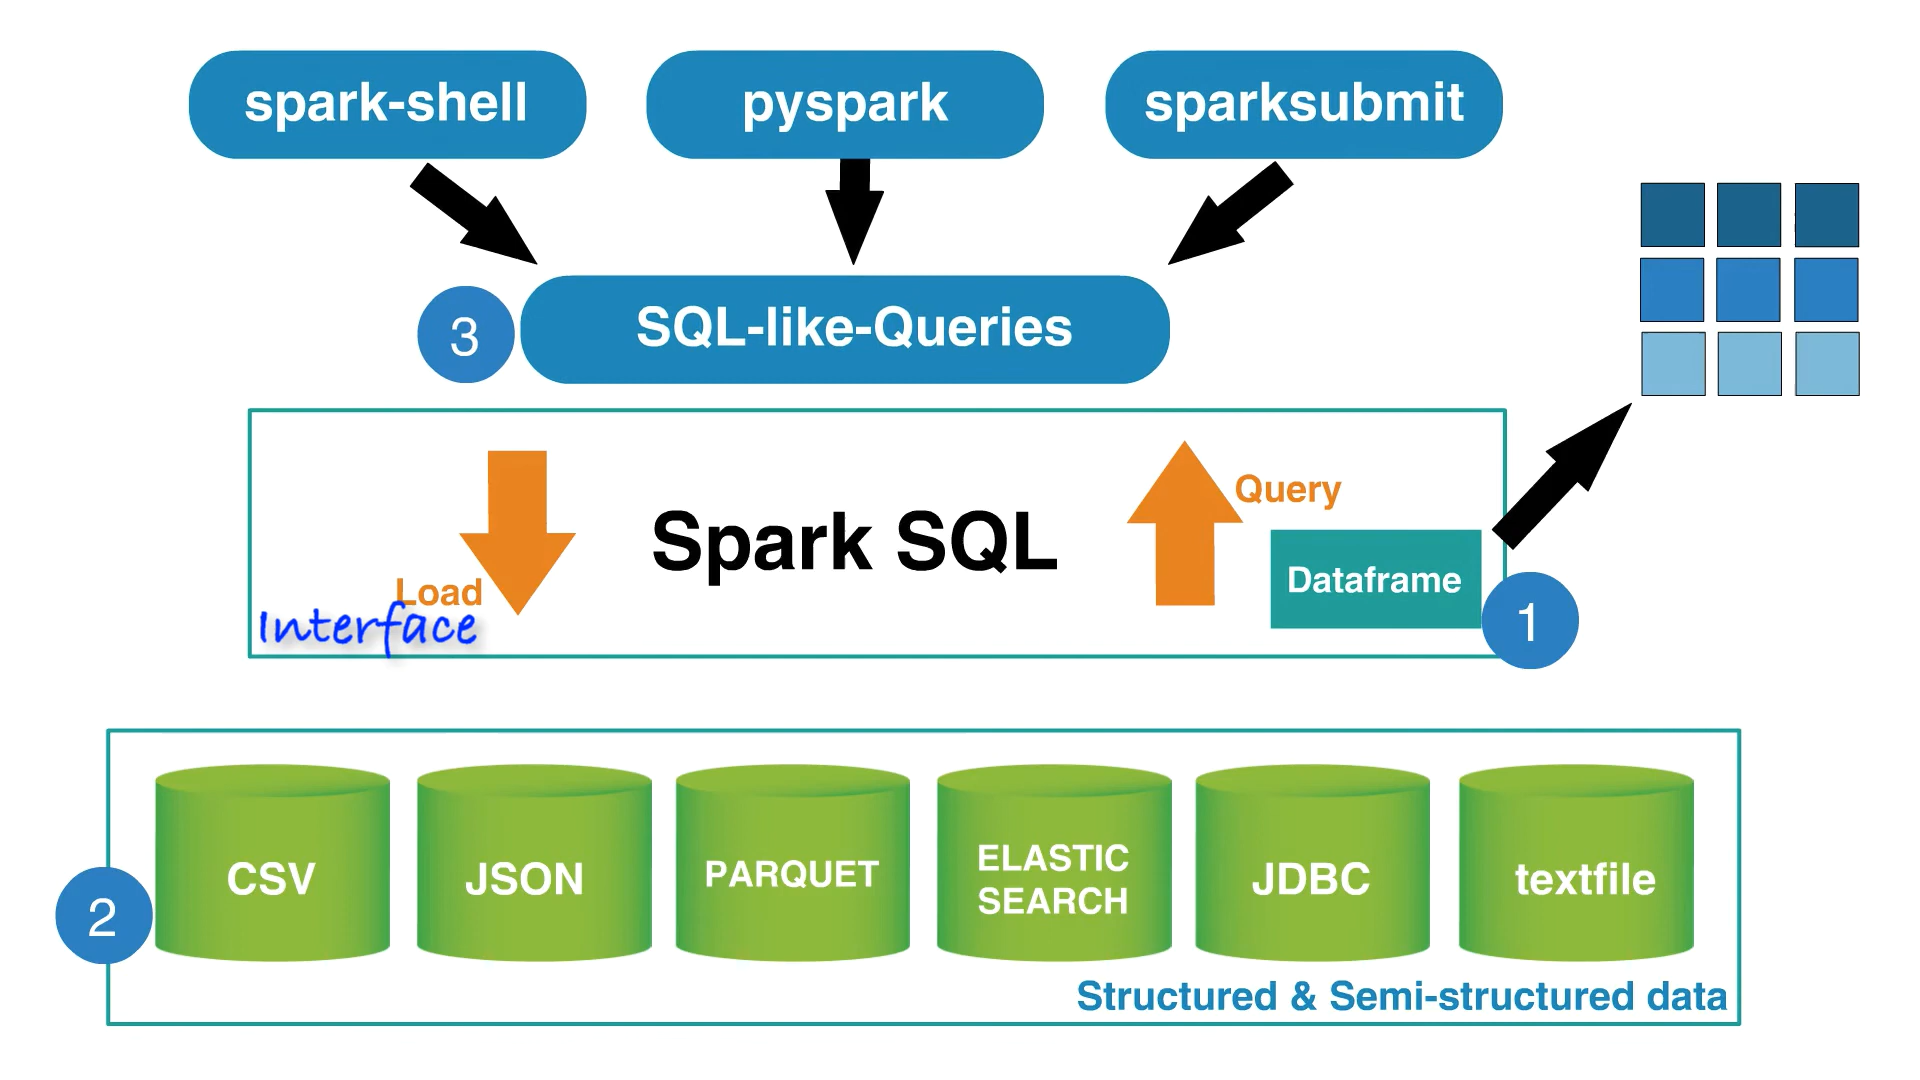 spark-shell
pyspark
sparksubmit
3
SQL-like-Queries
Query
Spark SQL
Load
Interface
Dataframe
1
CSV
JSON
PARQUET
ELASTIC
SEARCH
JDBC
textfile
2
Structured & Semi-structured data